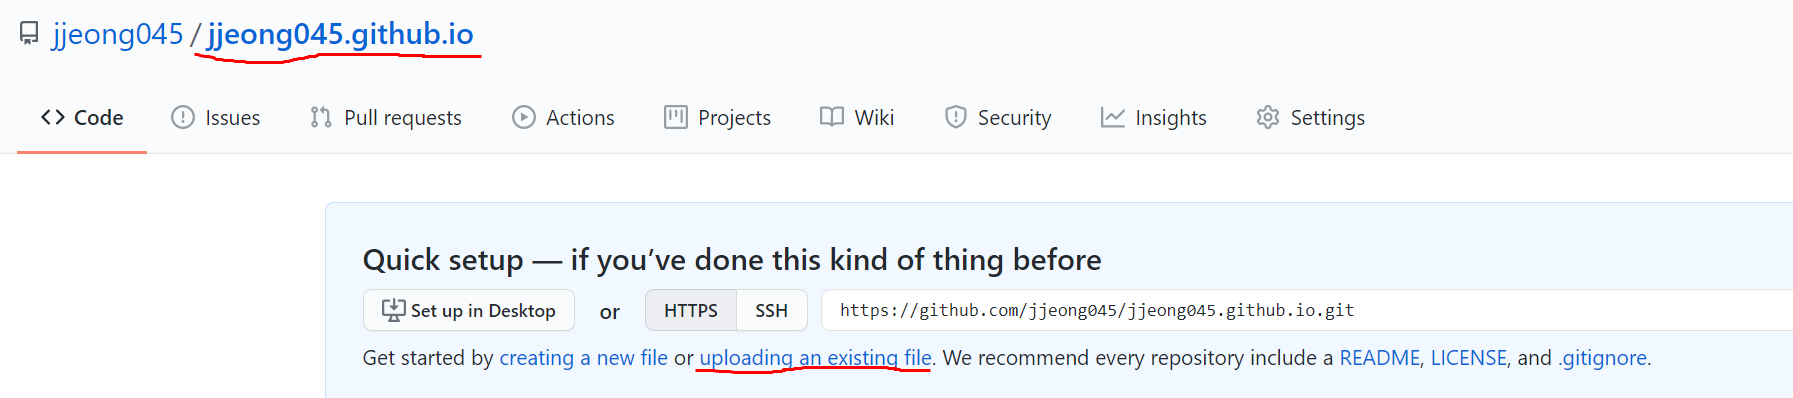 jjeong045 / jjeong045.github.io
Code Issues Pull requests Actions Projects Wiki Security Insights Settings
Quick setup — if you’ve done this kind of thing before
Set up in Desktop or HTTPS SSH https://github.com/jjeong045/jjeong045.github.io.git
Get started by creating a new file or uploading an existing file. We recommend every repository include a README, LICENSE, and .gitignore.